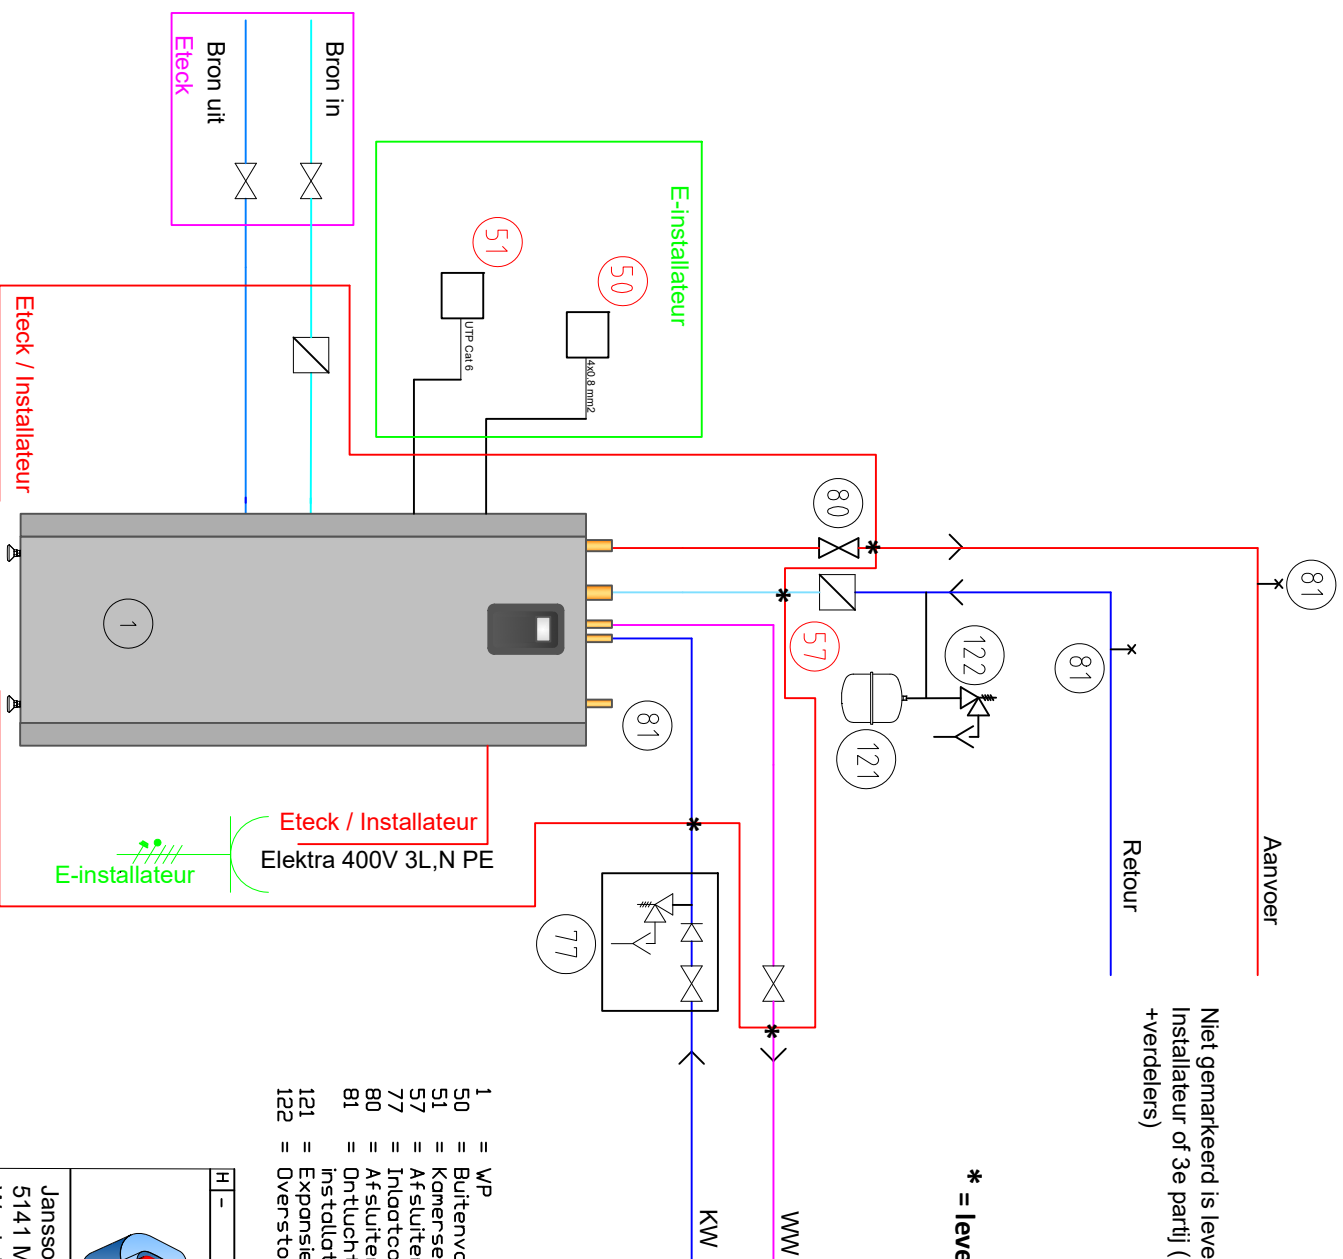 Bron in
Bron uit
Eteck
E-installateur
51
50
UTP Cat 6
4x0.8 mm2
Eteck / Installateur
80
81
57
122
81
121
81
1
Aanvoer
Retour
Eteck / Installateur
Elektra 400V 3L,N PE
E-installateur
77
WW
KW
Niet gemarkeerd is leve
Installateur of 3e partij (
+verdelers)
* = leve
1 = WP
50 = Buitenvo
51 = Kamerse
57 = Afsluiter
77 = Inlaatco
80 = Afsluiter
81 = Ontlucht
installat
121 = Expansie
122 = Oversto
H -
Jansso
5141 M